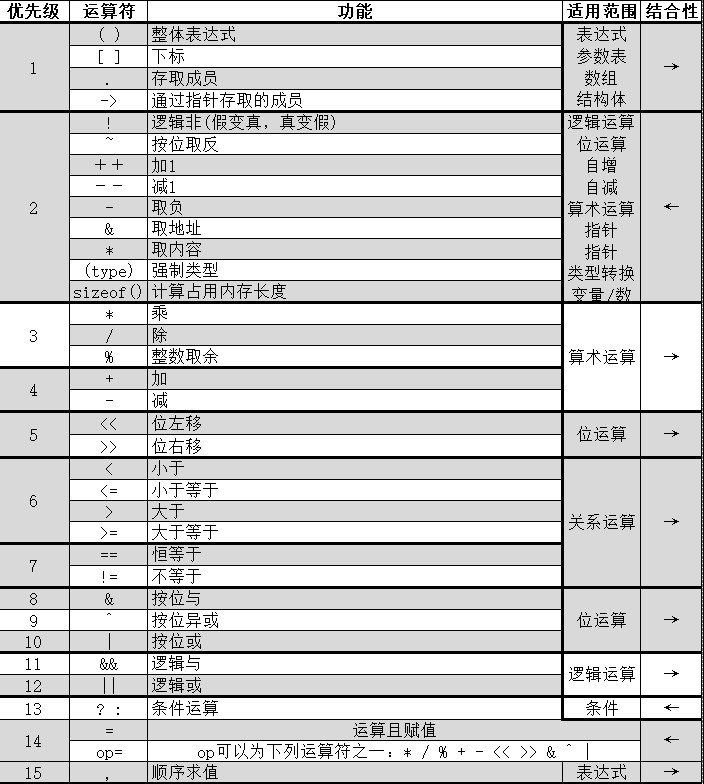 优先级 运算符 功能 适用范围 结合性
1 ( ) 整体表达式 表达式 →
[ ] 下标 参数表
. 存取成员 数组
-> 通过指针存取的成员 结构体
2 ! 逻辑非(假变真，真变假) 逻辑运算 ←
~ 按位取反 位运算
++ 加1 自增
-- 减1 自减
- 取负 算术运算
& 取地址 指针
* 取内容 指针
(type) 强制类型 类型转换
sizeof() 计算占用内存长度 变量/数
3 * 乘 算术运算 →
/ 除
% 整数取余
4 + 加
- 减
5 << 位左移 位运算 →
>> 位右移
6 < 小于 关系运算 →
<= 小于等于
> 大于
>= 大于等于
7 == 恒等于
!= 不等于
8 & 按位与 位运算 →
9 ^ 按位异或
10 | 按位或
11 && 逻辑与 逻辑运算 →
12 || 逻辑或
13 ? : 条件运算 条件 ←
14 = 运算且赋值 ←
op= op可以为下列运算符之一：* / % + - << >> & ^ |
15 , 顺序求值 表达式 →